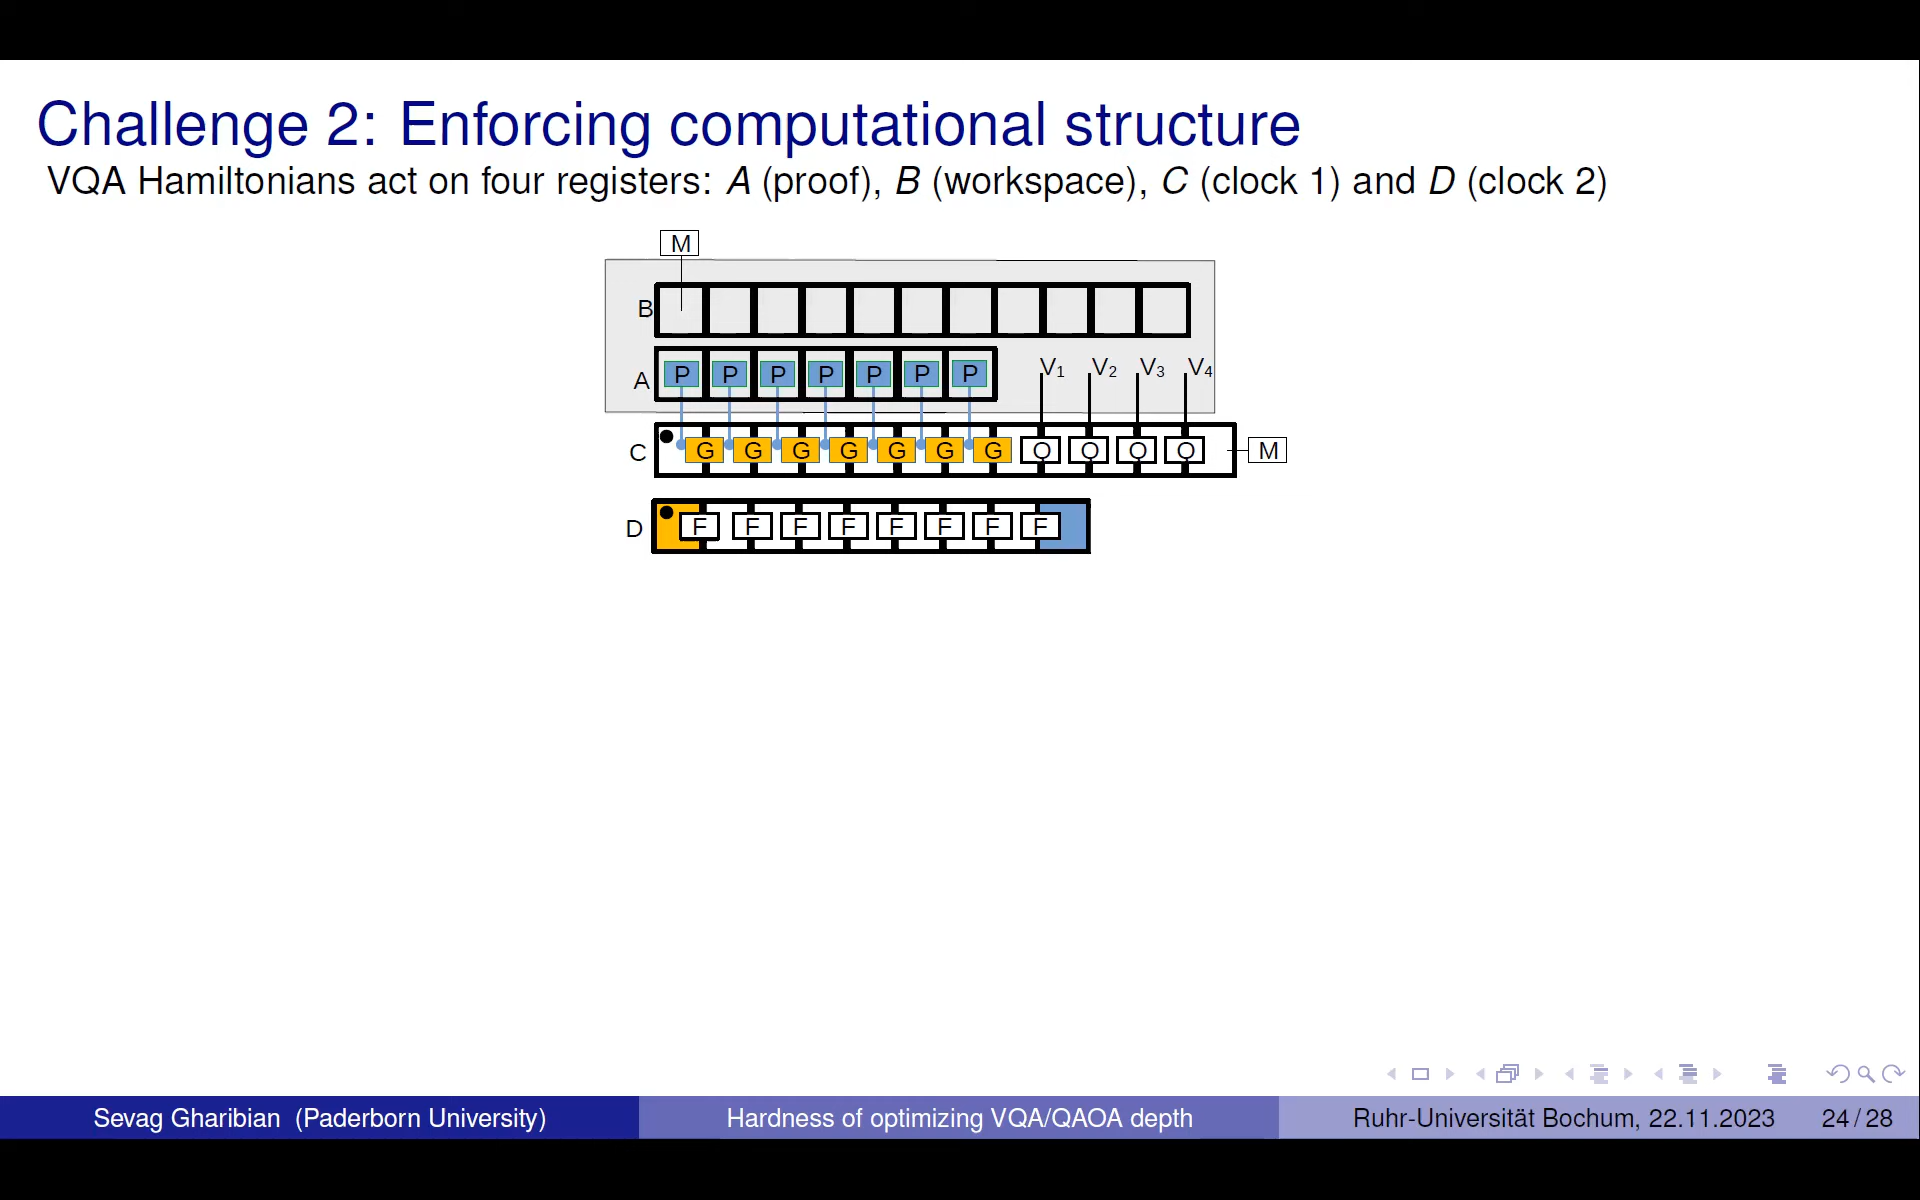 Challenge 2: Enforcing computational structure
VQA Hamiltonians act on four registers: A (proof), B (workspace), C (clock 1) and D (clock 2)
M
B
A P P P P P P P V₁ V₂ V₃ V₄
C G G G G G G G Q Q Q Q M
D F F F F F F F F
Sevag Gharibian (Paderborn University) Hardness of optimizing VQA/QAOA depth Ruhr-Universität Bochum, 22.11.2023 24 / 28